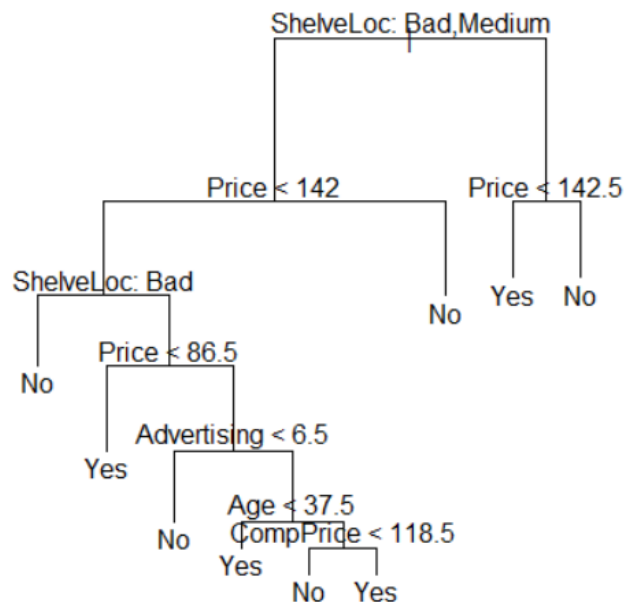 ShelveLoc: Bad,Medium
Price < 142
Price < 142.5
ShelveLoc: Bad
Yes
No
No
Price < 86.5
No
Advertising < 6.5
Yes
Age < 37.5
CompPrice < 118.5
No
Yes
No
Yes